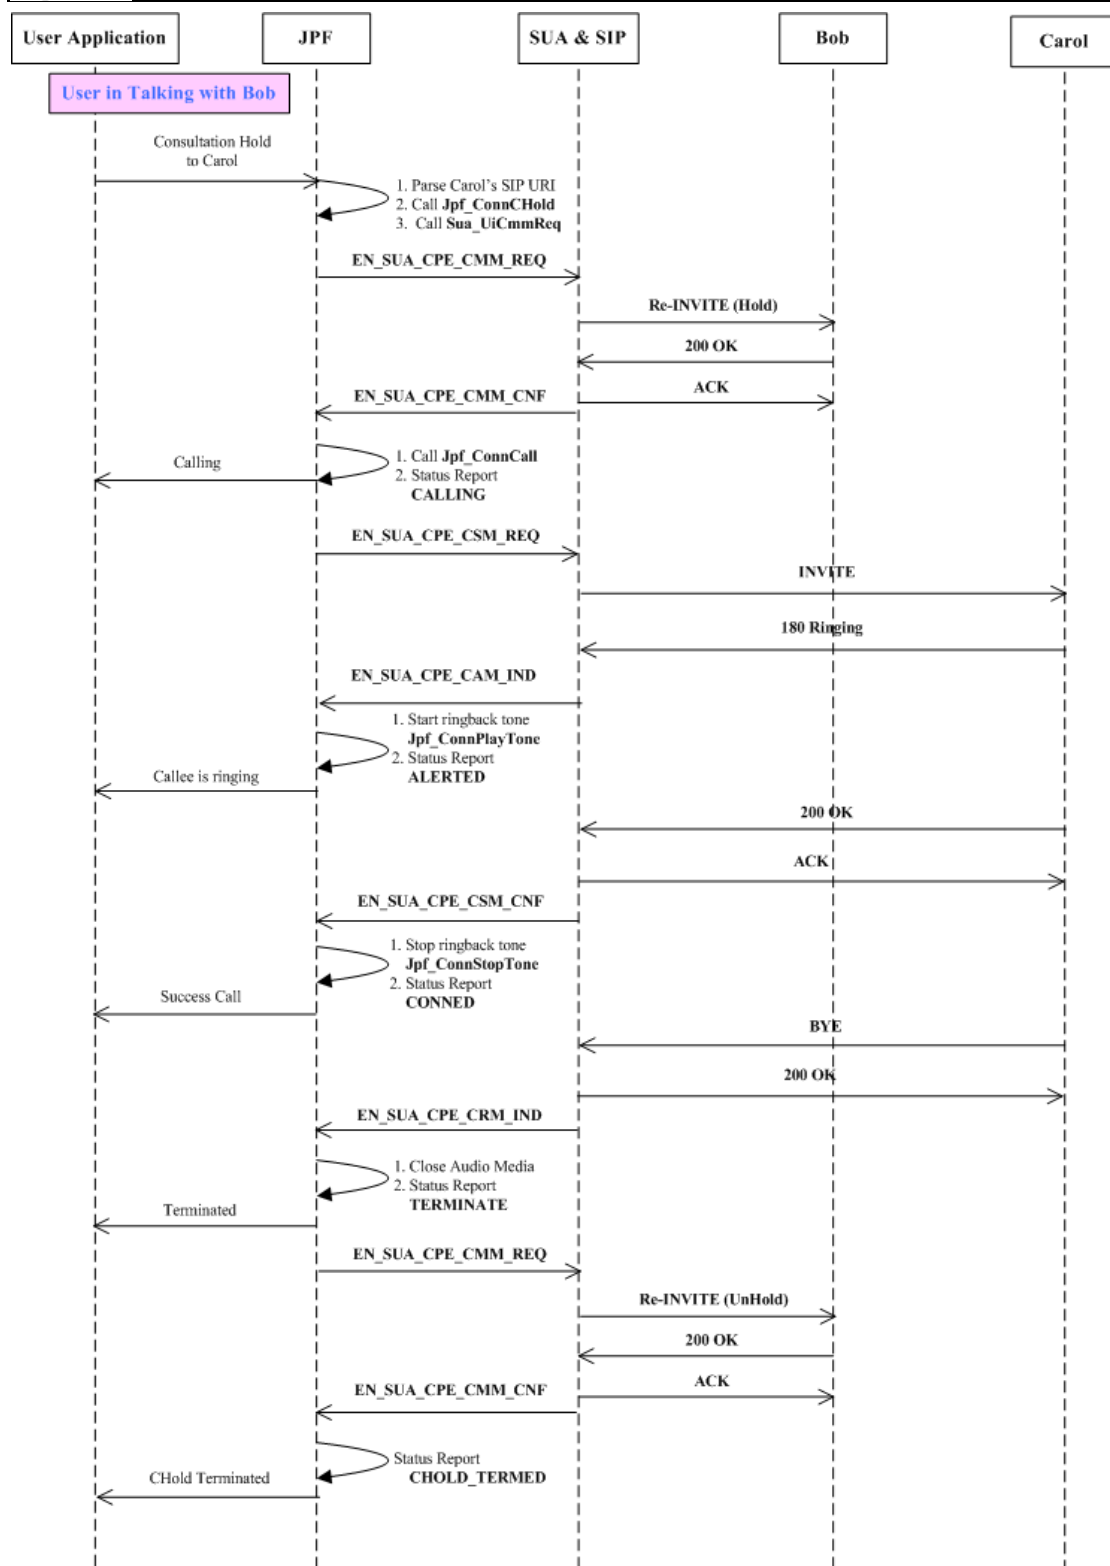 User Application
JPF
SUA & SIP
Bob
Carol
User in Talking with Bob
Consultation Hold
to Carol
1. Parse Carol's SIP URI
2. Call Jpf_ConnCHold
3. Call Sua_UiCmmReq
EN_SUA_CPE_CMM_REQ
Re-INVITE (Hold)
200 OK
ACK
EN_SUA_CPE_CMM_CNF
1. Call Jpf_ConnCall
2. Status Report
CALLING
Calling
EN_SUA_CPE_CSM_REQ
INVITE
180 Ringing
EN_SUA_CPE_CAM_IND
1. Start ringback tone
Jpf_ConnPlayTone
2. Status Report
ALERTED
Callee is ringing
200 OK
ACK
EN_SUA_CPE_CSM_CNF
1. Stop ringback tone
Jpf_ConnStopTone
2. Status Report
CONNED
Success Call
BYE
200 OK
EN_SUA_CPE_CRM_IND
1. Close Audio Media
2. Status Report
TERMINATE
Terminated
EN_SUA_CPE_CMM_REQ
Re-INVITE (UnHold)
200 OK
ACK
EN_SUA_CPE_CMM_CNF
Status Report
CHOLD_TERMED
CHold Terminated